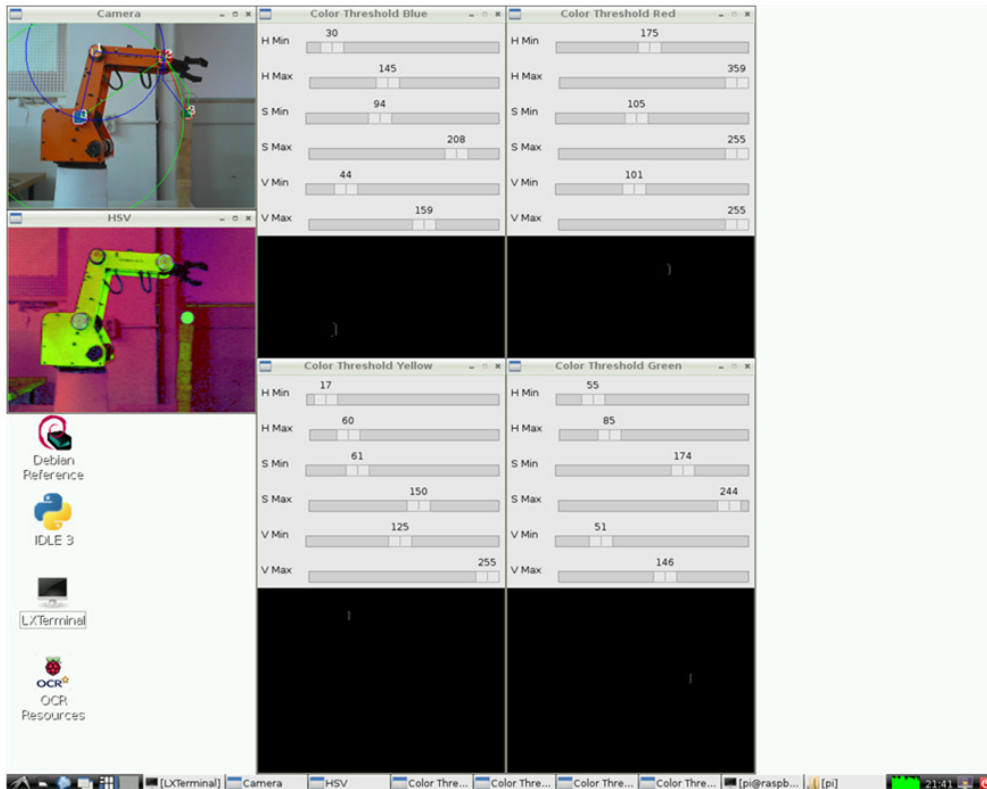 Camera
HSV
Debian
Reference
IDLE 3
LXTerminal
OCR
OCR
Resources
Color Threshold Blue
H Min
30
H Max
145
S Min
94
S Max
208
V Min
44
V Max
159
Color Threshold Red
H Min
175
H Max
359
S Min
105
S Max
255
V Min
101
V Max
255
Color Threshold Yellow
H Min
17
H Max
60
S Min
61
S Max
150
V Min
125
V Max
255
Color Threshold Green
H Min
55
H Max
85
S Min
174
S Max
244
V Min
51
V Max
146
[LXTerminal] Camera HSV Color Thre... Color Thre... Color Thre... Color Thre... [pi@raspb... [pi] 21:41